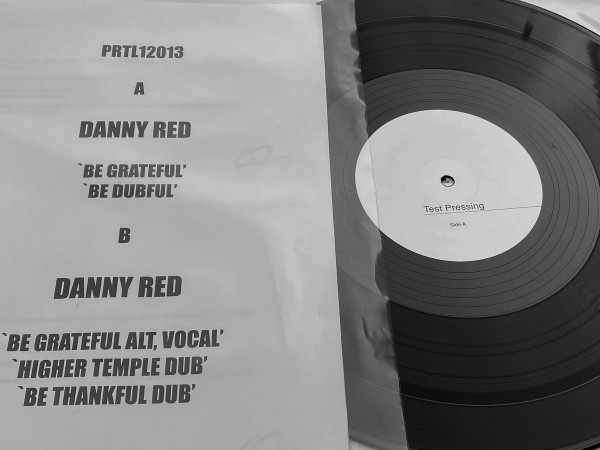 PRTL12013
A
DANNY RED
`BE GRATEFUL’
`BE DUBFUL’
B
DANNY RED
`BE GRATEFUL ALT, VOCAL’
`HIGHER TEMPLE DUB’
`BE THANKFUL DUB’
Test Pressing
Side A